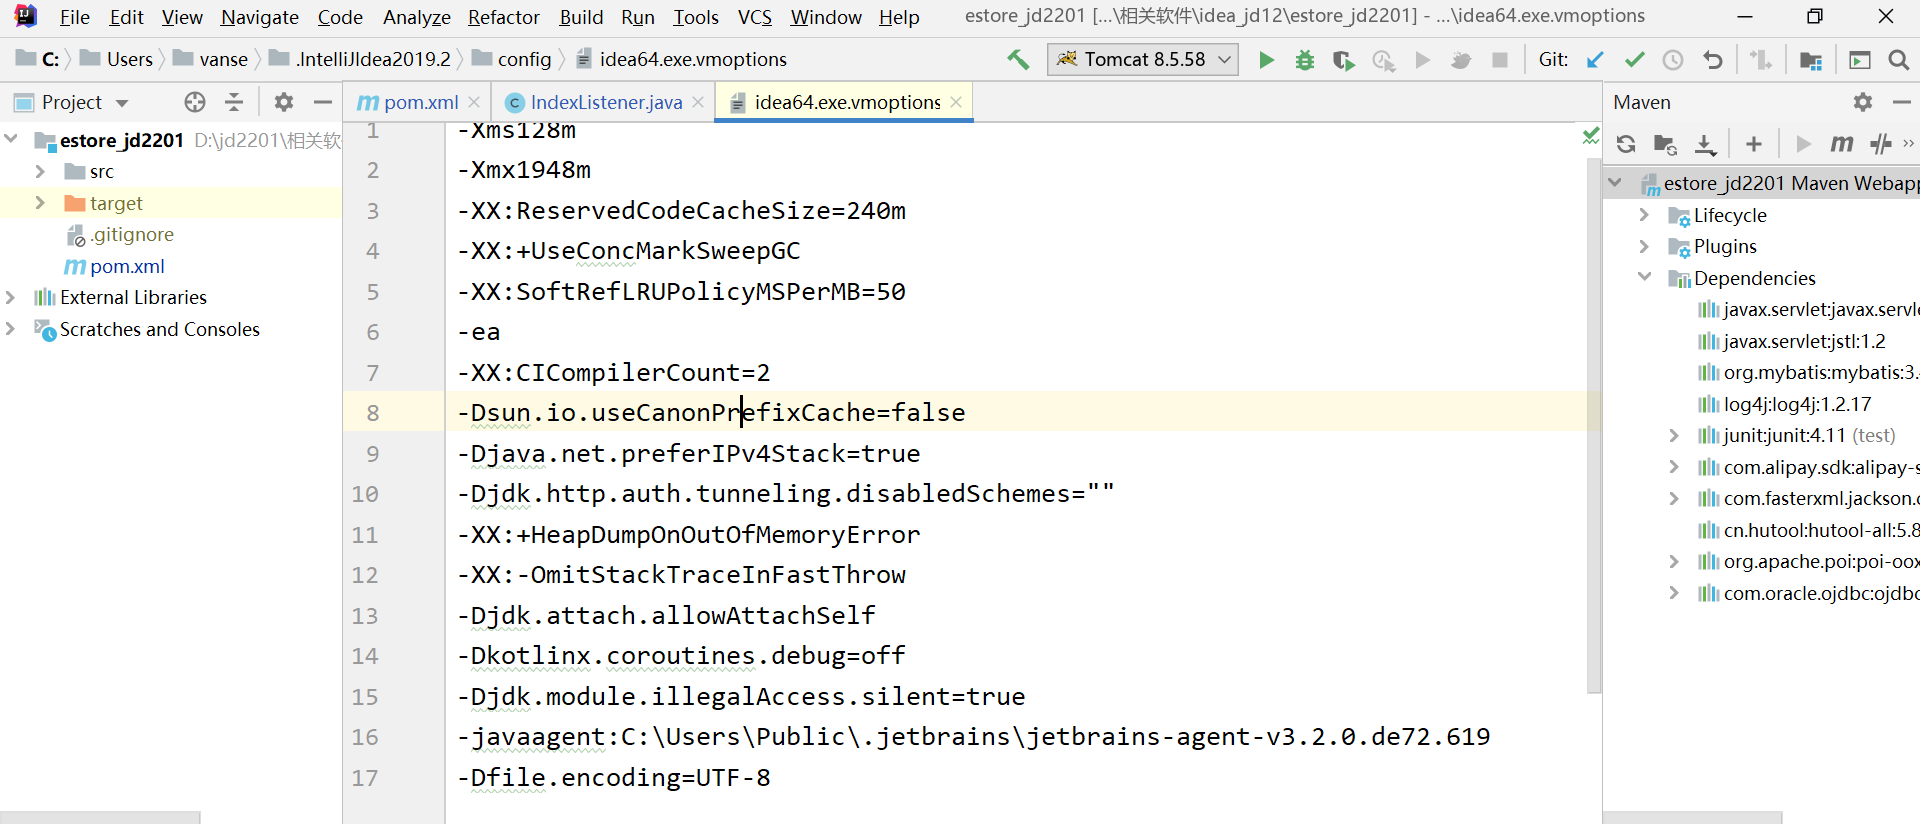 File Edit View Navigate Code Analyze Refactor Build Run Tools VCS Window Help estore_jd2201 [...\相关软件\idea_jd12\estore_jd2201] - ...\idea64.exe.vmoptions
C: Users vanse .IntelliJIdea2019.2 config idea64.exe.vmoptions Tomcat 8.5.58 Git:
Project pom.xml IndexListener.java idea64.exe.vmoptions Maven
estore_jd2201 D:\jd2201\相关软
src
target
.gitignore
pom.xml
External Libraries
Scratches and Consoles
1 -Xms128m
2 -Xmx1948m
3 -XX:ReservedCodeCacheSize=240m
4 -XX:+UseConcMarkSweepGC
5 -XX:SoftRefLRUPolicyMSPerMB=50
6 -ea
7 -XX:CICompilerCount=2
8 -Dsun.io.useCanonPrefixCache=false
9 -Djava.net.preferIPv4Stack=true
10 -Djdk.http.auth.tunneling.disabledSchemes=""
11 -XX:+HeapDumpOnOutOfMemoryError
12 -XX:-OmitStackTraceInFastThrow
13 -Djdk.attach.allowAttachSelf
14 -Dkotlinx.coroutines.debug=off
15 -Djdk.module.illegalAccess.silent=true
16 -javaagent:C:\Users\Public\.jetbrains\jetbrains-agent-v3.2.0.de72.619
17 -Dfile.encoding=UTF-8
estore_jd2201 Maven Webapp
Lifecycle
Plugins
Dependencies
javax.servlet:javax.servle
javax.servlet:jstl:1.2
org.mybatis:mybatis:3.
log4j:log4j:1.2.17
junit:junit:4.11 (test)
com.alipay.sdk:alipay-s
com.fasterxml.jackson.c
cn.hutool:hutool-all:5.8
org.apache.poi:poi-oox
com.oracle.ojdbc:ojdbc